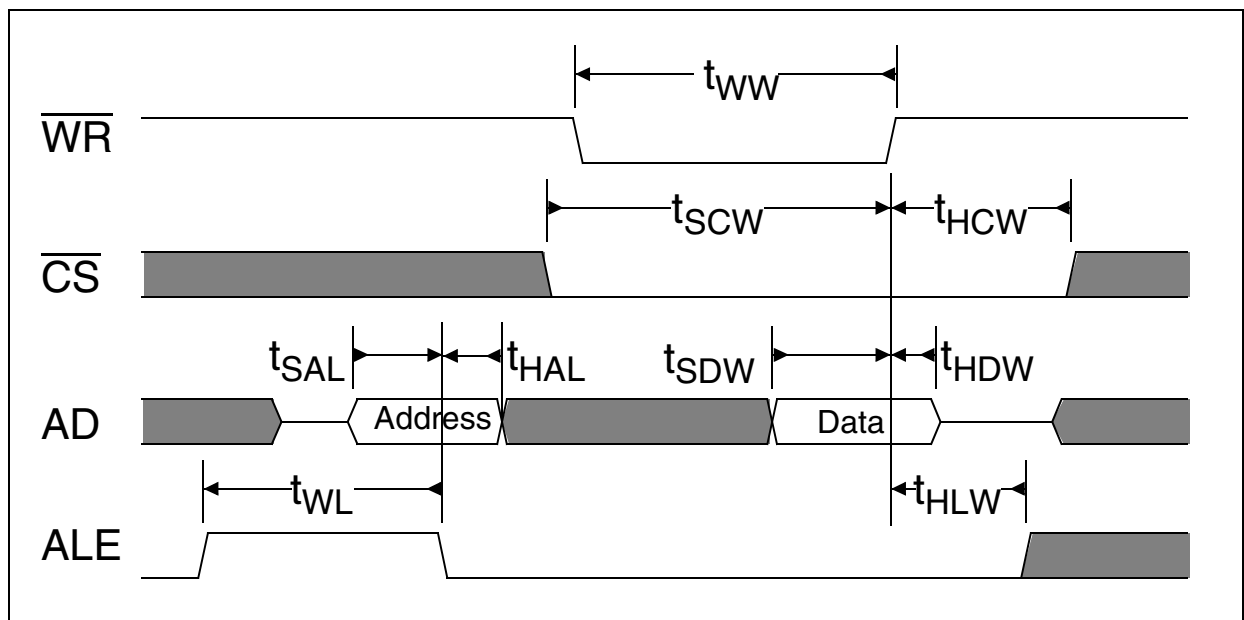 tWW
WR
tSCW tHCW
CS
tSAL tHAL tSDW tHDW
AD Address Data
tWL tHLW
ALE